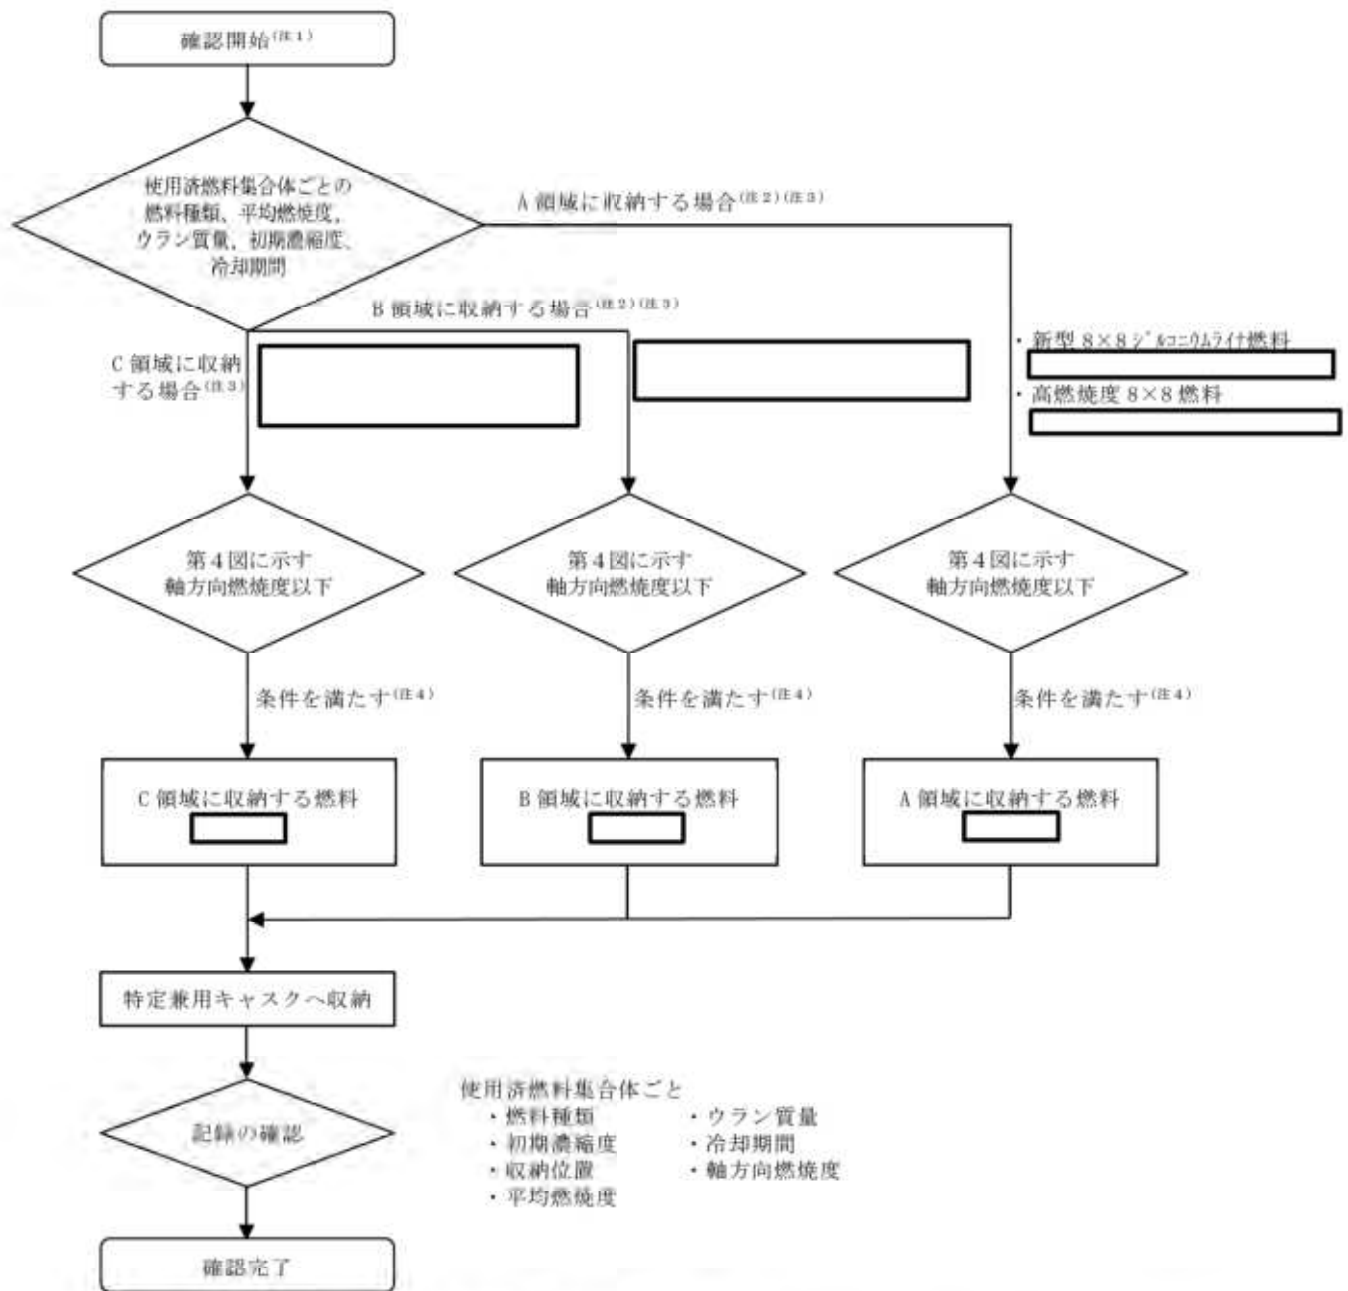 確認開始(注1)
使用済燃料集合体ごとの
燃料種類、平均燃焼度、
ウラン質量、初期濃縮度、
冷却期間
A 領域に収納する場合(注2)(注3)
B 領域に収納する場合(注2)(注3)
C 領域に収納
する場合(注3)
・新型 8×8 ジルコニウムライナ燃料
・高燃焼度 8×8 燃料
第4図に示す
軸方向燃焼度以下
第4図に示す
軸方向燃焼度以下
第4図に示す
軸方向燃焼度以下
条件を満たす(注4)
条件を満たす(注4)
条件を満たす(注4)
C 領域に収納する燃料
B 領域に収納する燃料
A 領域に収納する燃料
特定兼用キャスクへ収納
記録の確認
使用済燃料集合体ごと
・燃料種類 ・ウラン質量
・初期濃縮度 ・冷却期間
・収納位置 ・軸方向燃焼度
・平均燃焼度
確認完了